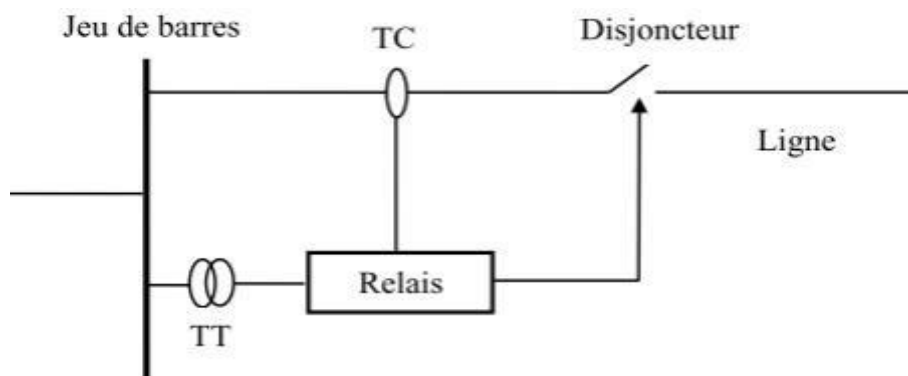 Jeu de barres
TC
Disjoncteur
Ligne
Relais
TT